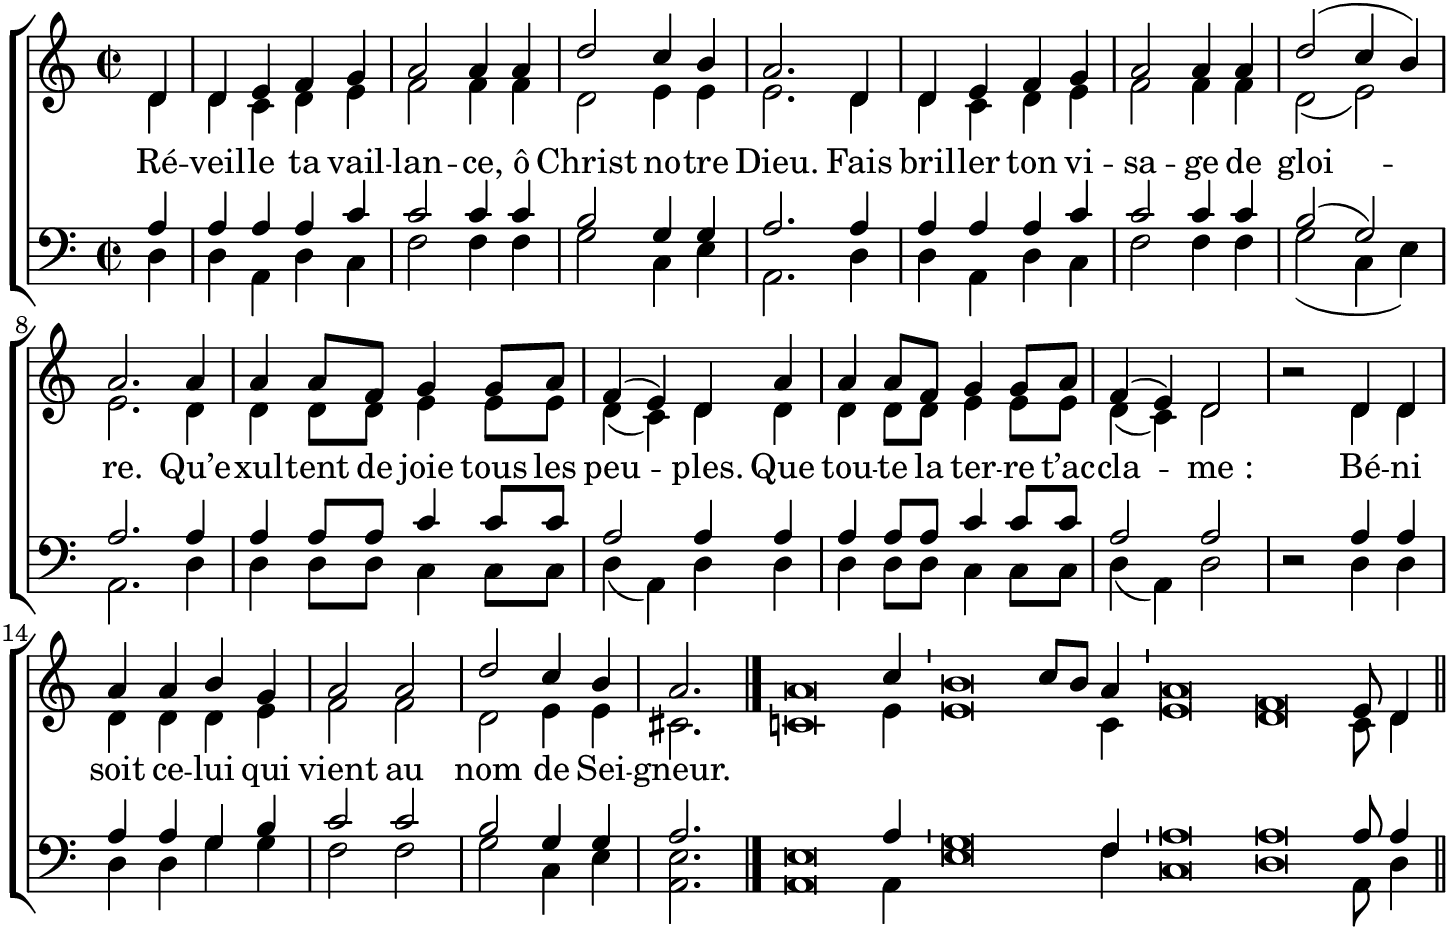 Ré -- veille ta vail -- lan -- ce, ô Christ notre Dieu. Fais briller ton vi -- sa -- ge de gloi --
8
re. Qu’exultent de joie tous les peu -- ples. Que tou -- te la ter -- re t’accla -- me : Bé -- ni
14
soit ce -- lui qui vient au nom de Sei -- gneur.